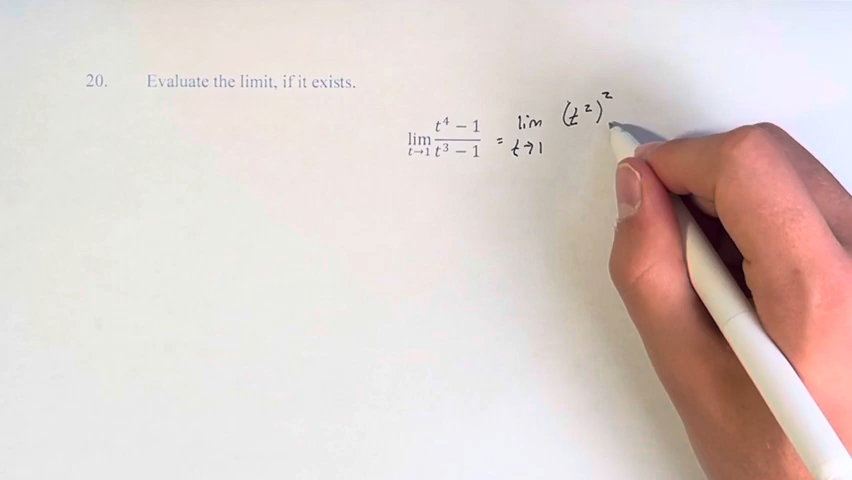 20. Evaluate the limit, if it exists.
lim t→1 (t⁴ − 1)/(t³ − 1) = lim t→1 (t²)²